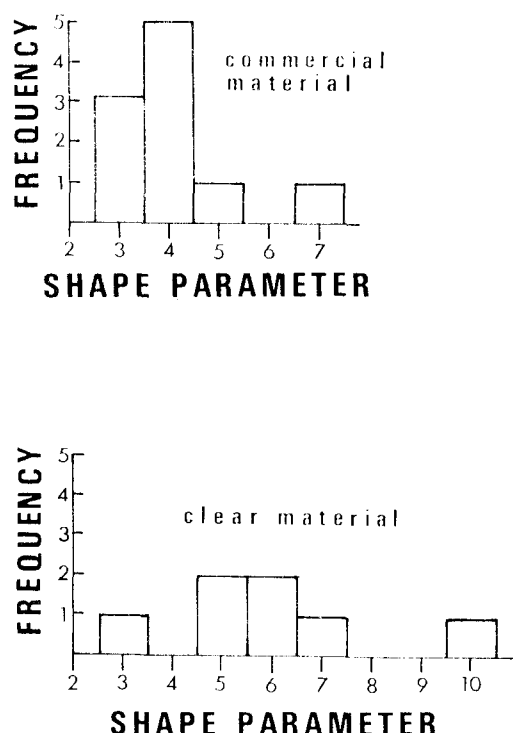 FREQUENCY
5
4
3
1
commercial
material
2 3 4 5 6 7
SHAPE PARAMETER
FREQUENCY
5
4
3
2
1
clear material
2 3 4 5 6 7 8 9 10
SHAPE PARAMETER